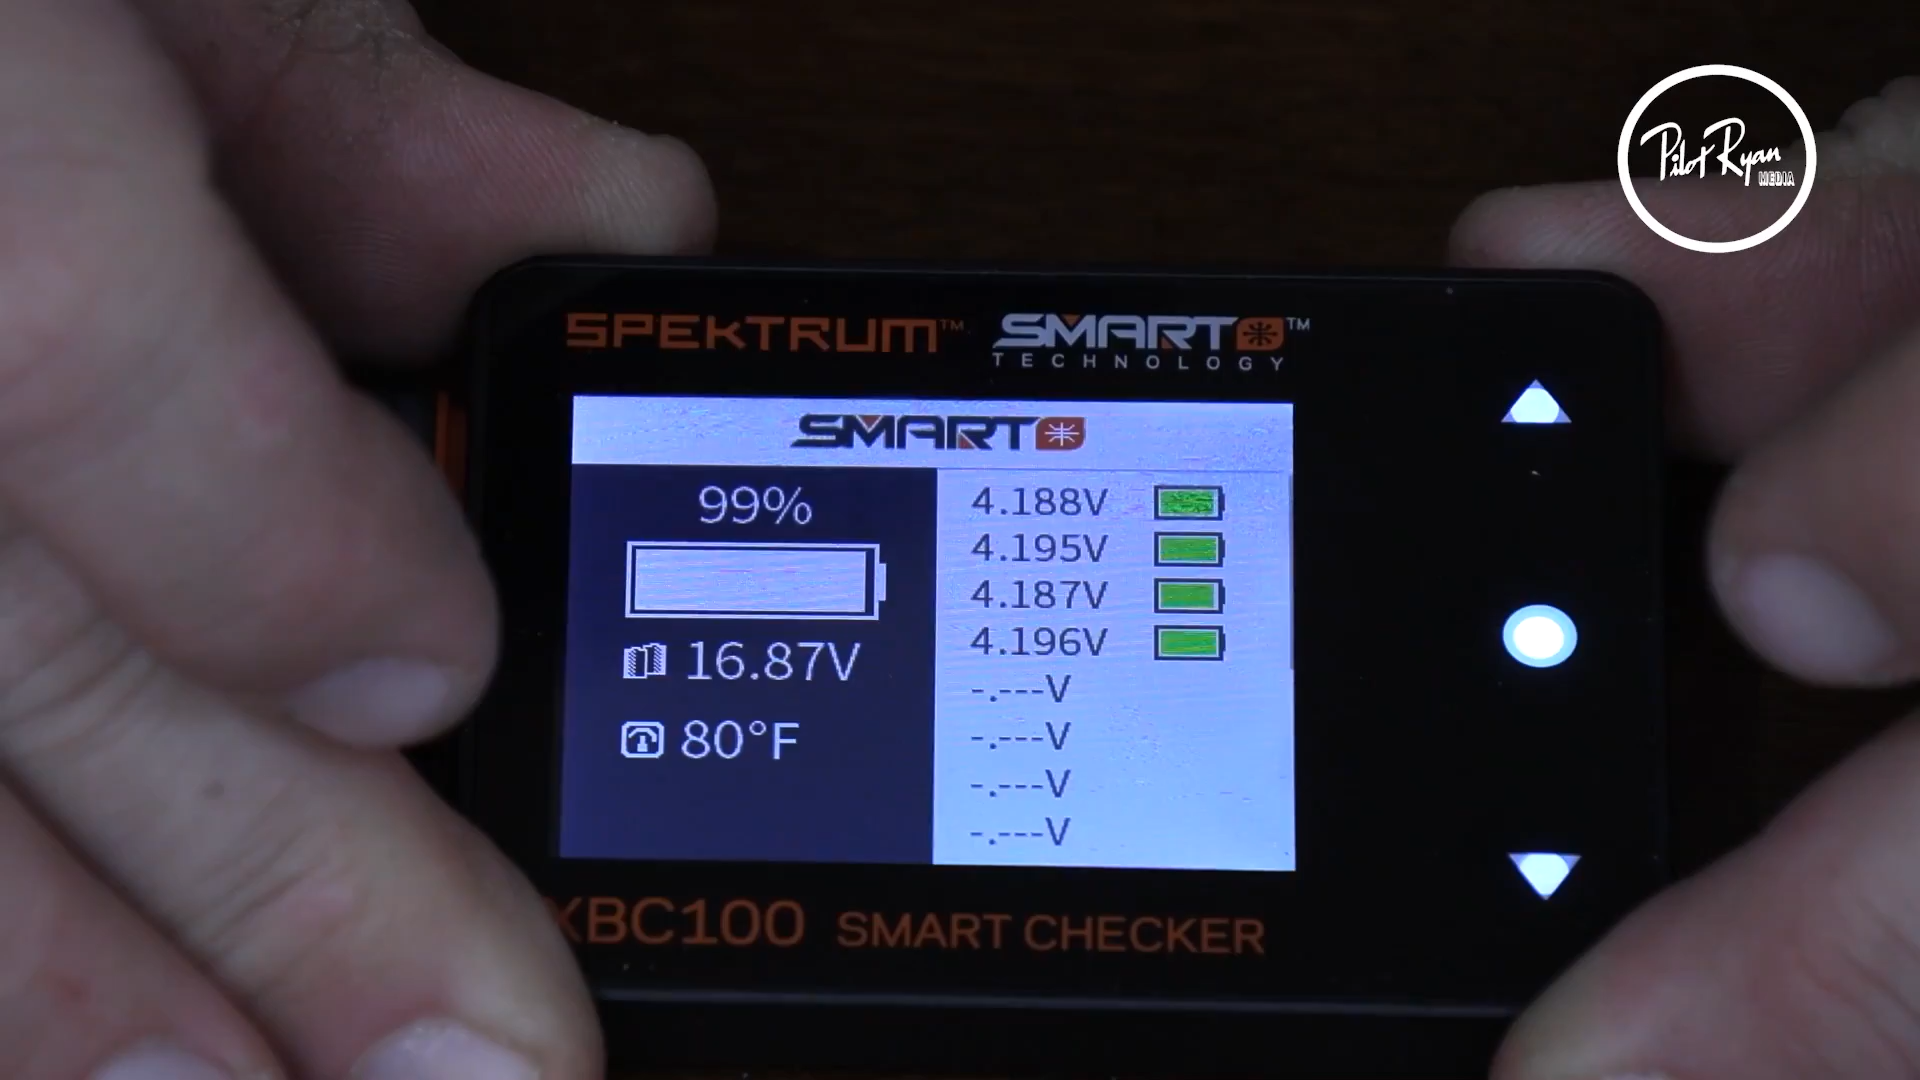 Pilot Ryan
MEDIA
SPEKTRUM™ SMART™
TECHNOLOGY
SMART
99%
16.87V
80°F
4.188V
4.195V
4.187V
4.196V
-.---V
-.---V
-.---V
-.---V
XBC100 SMART CHECKER